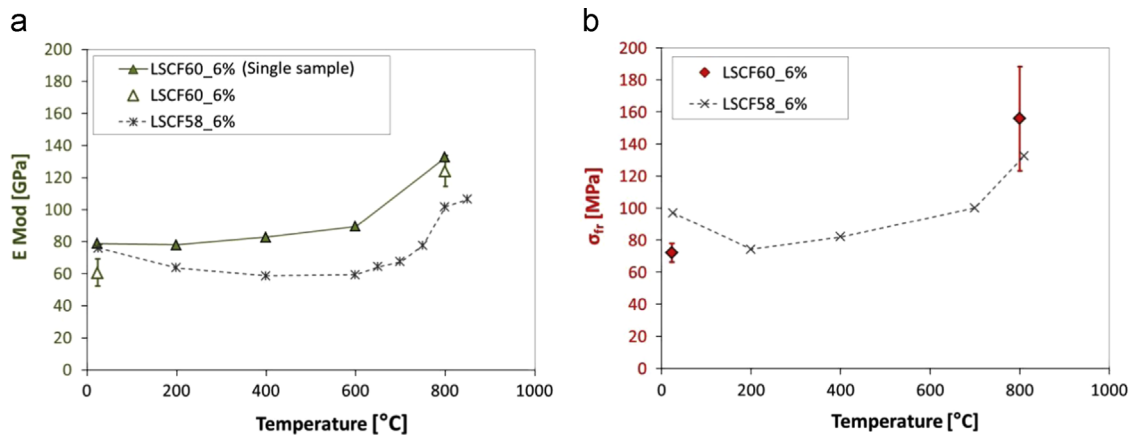 a
200
180
160
140
120
100
80
60
40
20
0
E Mod [GPa]
LSCF60_6% (Single sample)
LSCF60_6%
LSCF58_6%
0 200 400 600 800 1000
Temperature [°C]
b
200
180
160
140
120
100
80
60
40
20
0
σfr [MPa]
LSCF60_6%
LSCF58_6%
0 200 400 600 800 1000
Temperature [°C]